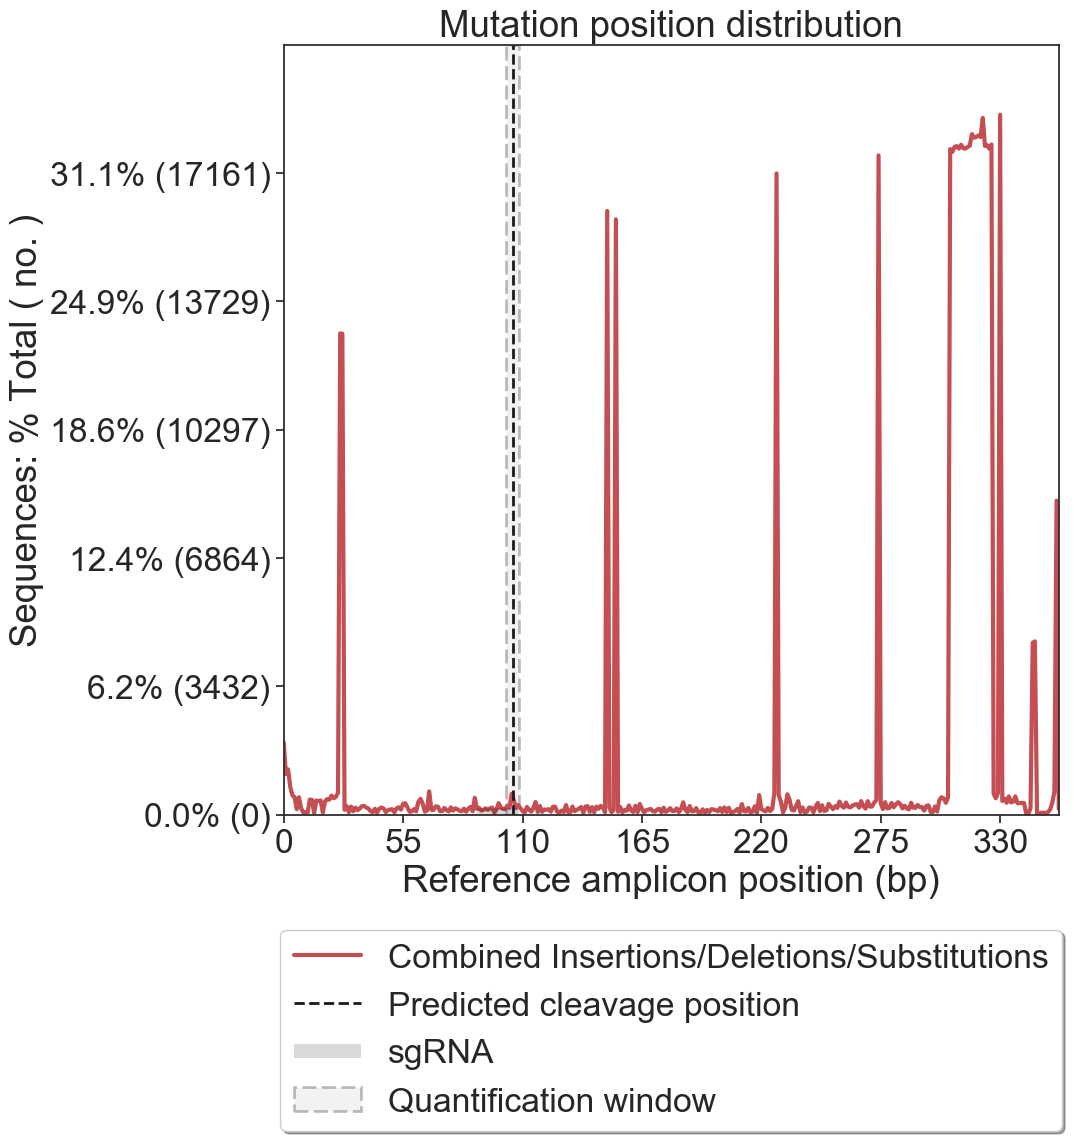 Mutation position distribution
Sequences: % Total ( no. )
31.1% (17161)
24.9% (13729)
18.6% (10297)
12.4% (6864)
6.2% (3432)
0.0% (0)
0 55 110 165 220 275 330
Reference amplicon position (bp)
Combined Insertions/Deletions/Substitutions
Predicted cleavage position
sgRNA
Quantification window